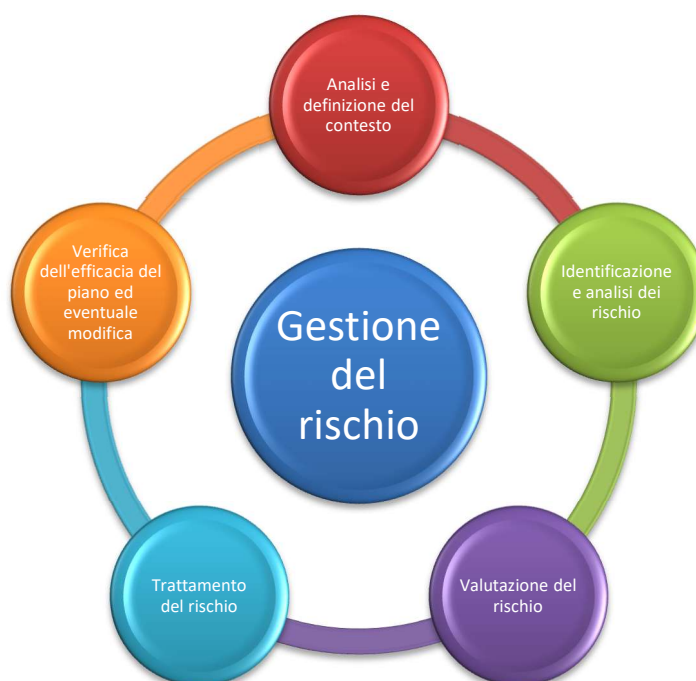 Analisi e
definizione del
contesto
Identificazione
e analisi dei
rischio
Valutazione del
rischio
Trattamento
del rischio
Verifica
dell'efficacia del
piano ed
eventuale
modifica
Gestione
del
rischio